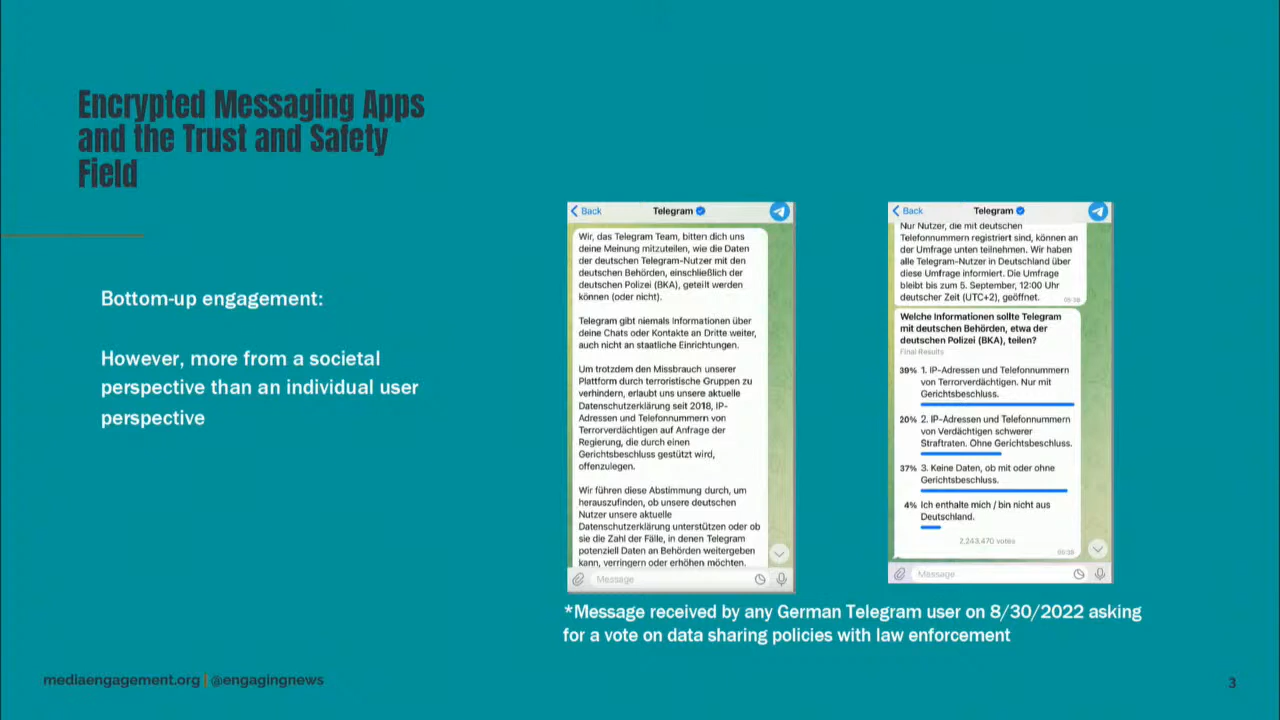 Encrypted Messaging Apps
and the Trust and Safety
Field
Bottom-up engagement:
However, more from a societal
perspective than an individual user
perspective
Back
Telegram
Wir, das Telegram Team, bitten dich uns
deine Meinung mitzuteilen, wie die Daten
der deutschen Telegram-Nutzer mit den
deutschen Behörden, einschließlich der
deutschen Polizei (BKA), geteilt werden
können (oder nicht).
Telegram gibt niemals Informationen über
deine Chats oder Kontakte an Dritte weiter,
auch nicht an staatliche Einrichtungen.
Um trotzdem den Missbrauch unserer
Plattform durch terroristische Gruppen zu
verhindern, erlaubt uns unsere aktuelle
Datenschutzerklärung seit 2018, IP-
Adressen und Telefonnummern von
Terrorverdächtigen auf Anfrage der
Regierung, die durch einen
Gerichtsbeschluss gestützt wird,
offenzulegen.
Wir führen diese Abstimmung durch, um
herauszufinden, ob unsere deutschen
Nutzer unsere aktuelle
Datenschutzerklärung unterstützen oder ob
sie die Zahl der Fälle, in denen Telegram
potenziell Daten an Behörden weitergeben
kann, verringern oder erhöhen möchten.
Message
Back
Telegram
Nur Nutzer, die mit deutschen
Telefonnummern registriert sind, können an
der Umfrage unten teilnehmen. Wir haben
alle Telegram-Nutzer in Deutschland über
diese Umfrage informiert. Die Umfrage
bleibt bis zum 5. September, 12:00 Uhr
deutscher Zeit (UTC+2), geöffnet.
Welche Informationen sollte Telegram
mit deutschen Behörden, etwa der
deutschen Polizei (BKA), teilen?
Final Results
39% 1. IP-Adressen und Telefonnummern
von Terrorverdächtigen. Nur mit
Gerichtsbeschluss.
20% 2. IP-Adressen und Telefonnummern
von Verdächtigen schwerer
Straftraten. Ohne Gerichtsbeschluss.
37% 3. Keine Daten, ob mit oder ohne
Gerichtsbeschluss.
4% Ich enthalte mich / bin nicht aus
Deutschland.
2,243,470 votes
Message
*Message received by any German Telegram user on 8/30/2022 asking
for a vote on data sharing policies with law enforcement
mediaengagement.org | @engagingnews
3